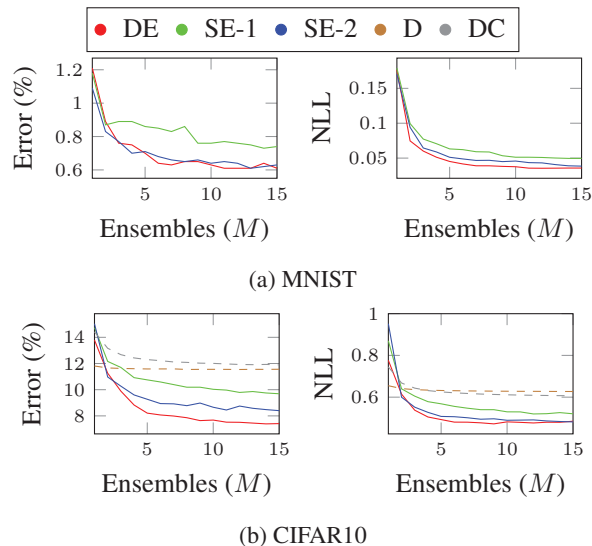 DE SE-1 SE-2 D DC
1.2
1
0.8
0.6
5 10 15
Error (%)
Ensembles (M)
0.15
0.1
0.05
5 10 15
NLL
Ensembles (M)
(a) MNIST
14
12
10
8
5 10 15
Error (%)
Ensembles (M)
1
0.8
0.6
5 10 15
NLL
Ensembles (M)
(b) CIFAR10